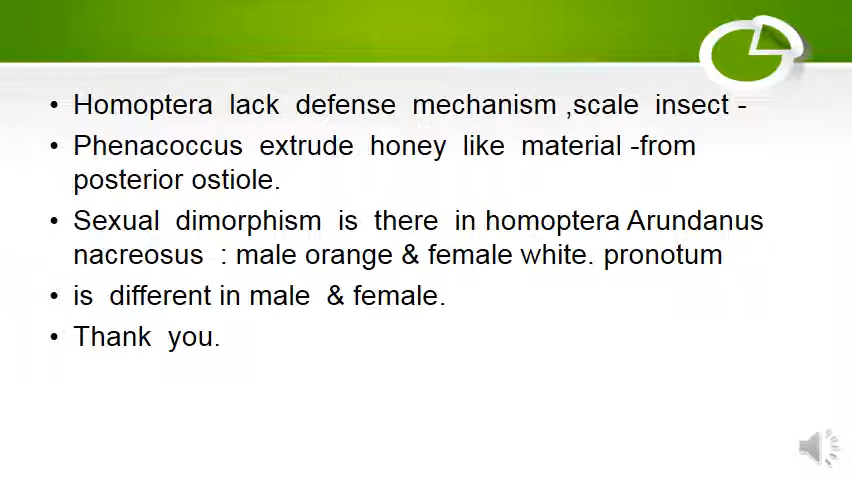 • Homoptera lack defense mechanism ,scale insect -
• Phenacoccus extrude honey like material -from
posterior ostiole.
• Sexual dimorphism is there in homoptera Arundanus
nacreosus : male orange & female white. pronotum
• is different in male & female.
• Thank you.